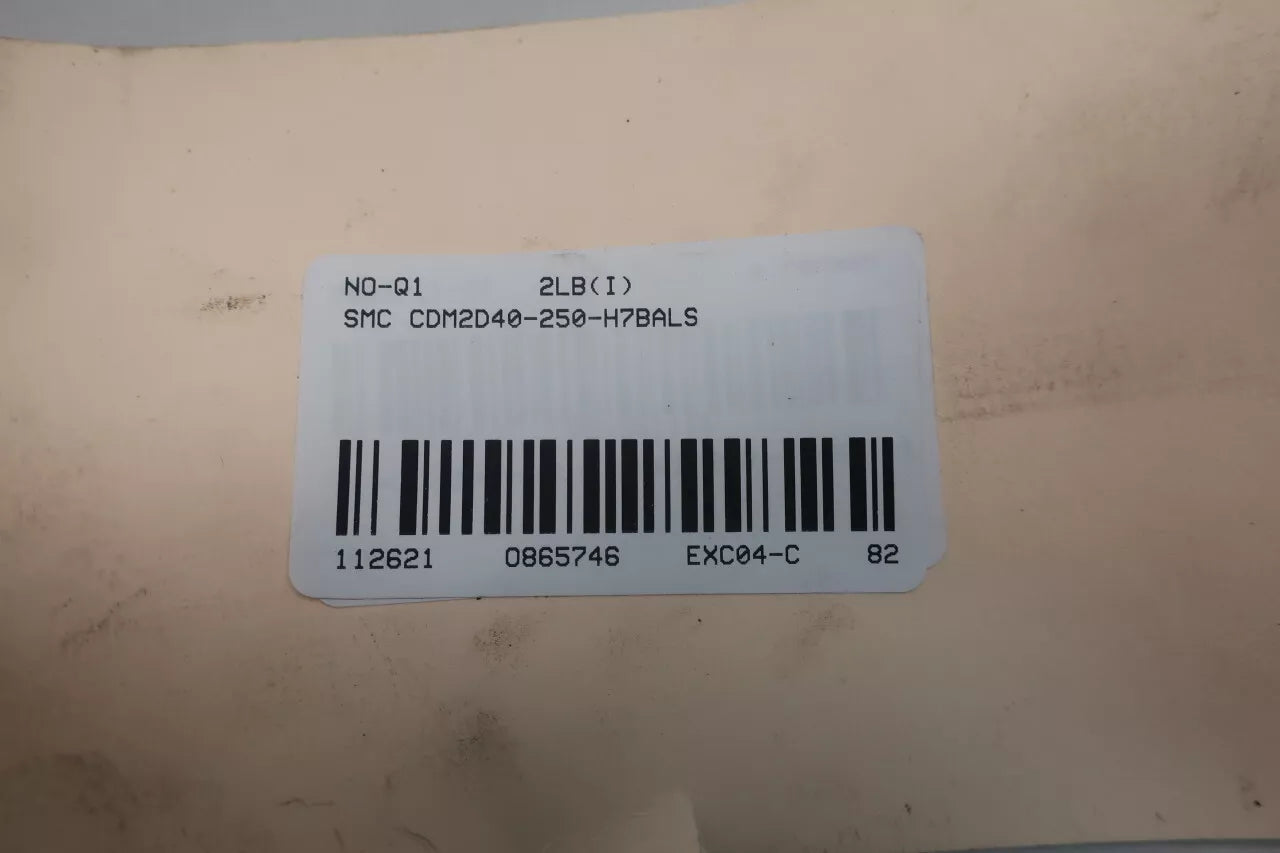 NO-Q1 2LB(I)
SMC CDM2D40-250-H7BALS
112621 0865746 EXC04-C 82